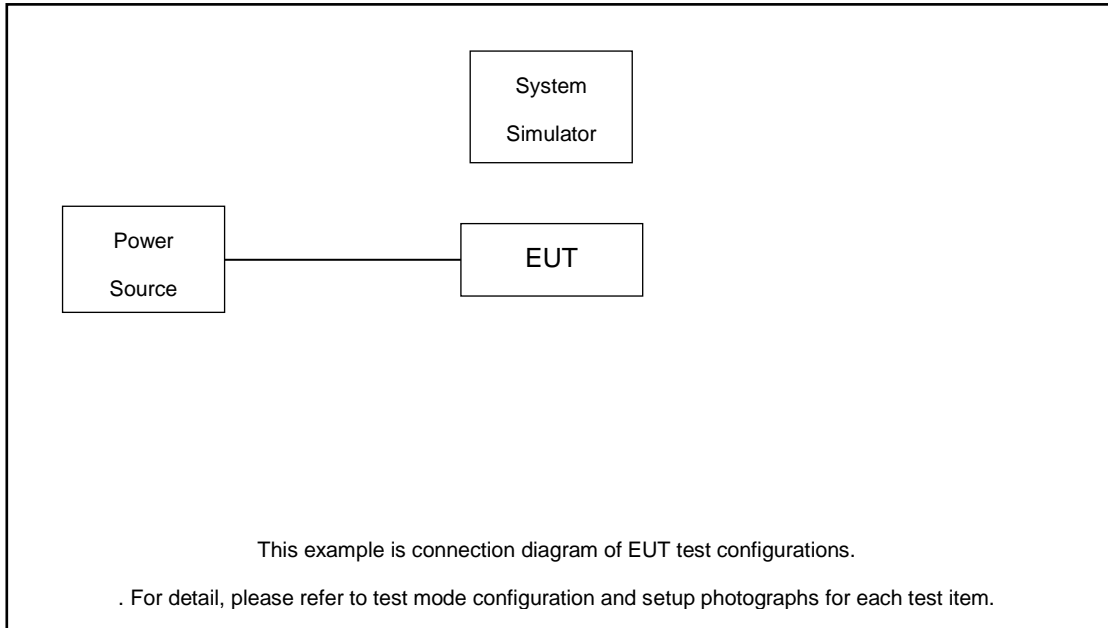 System
Simulator
Power
Source
EUT
This example is connection diagram of EUT test configurations.
. For detail, please refer to test mode configuration and setup photographs for each test item.